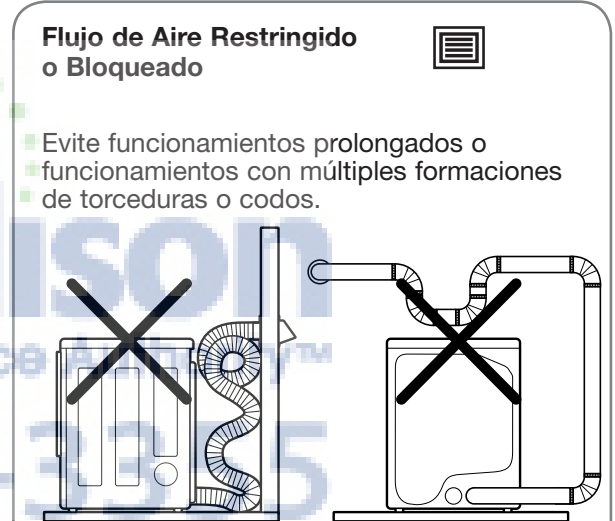 Flujo de Aire Restringido
o Bloqueado
Evite funcionamientos prolongados o
funcionamientos con múltiples formaciones
de torceduras o codos.